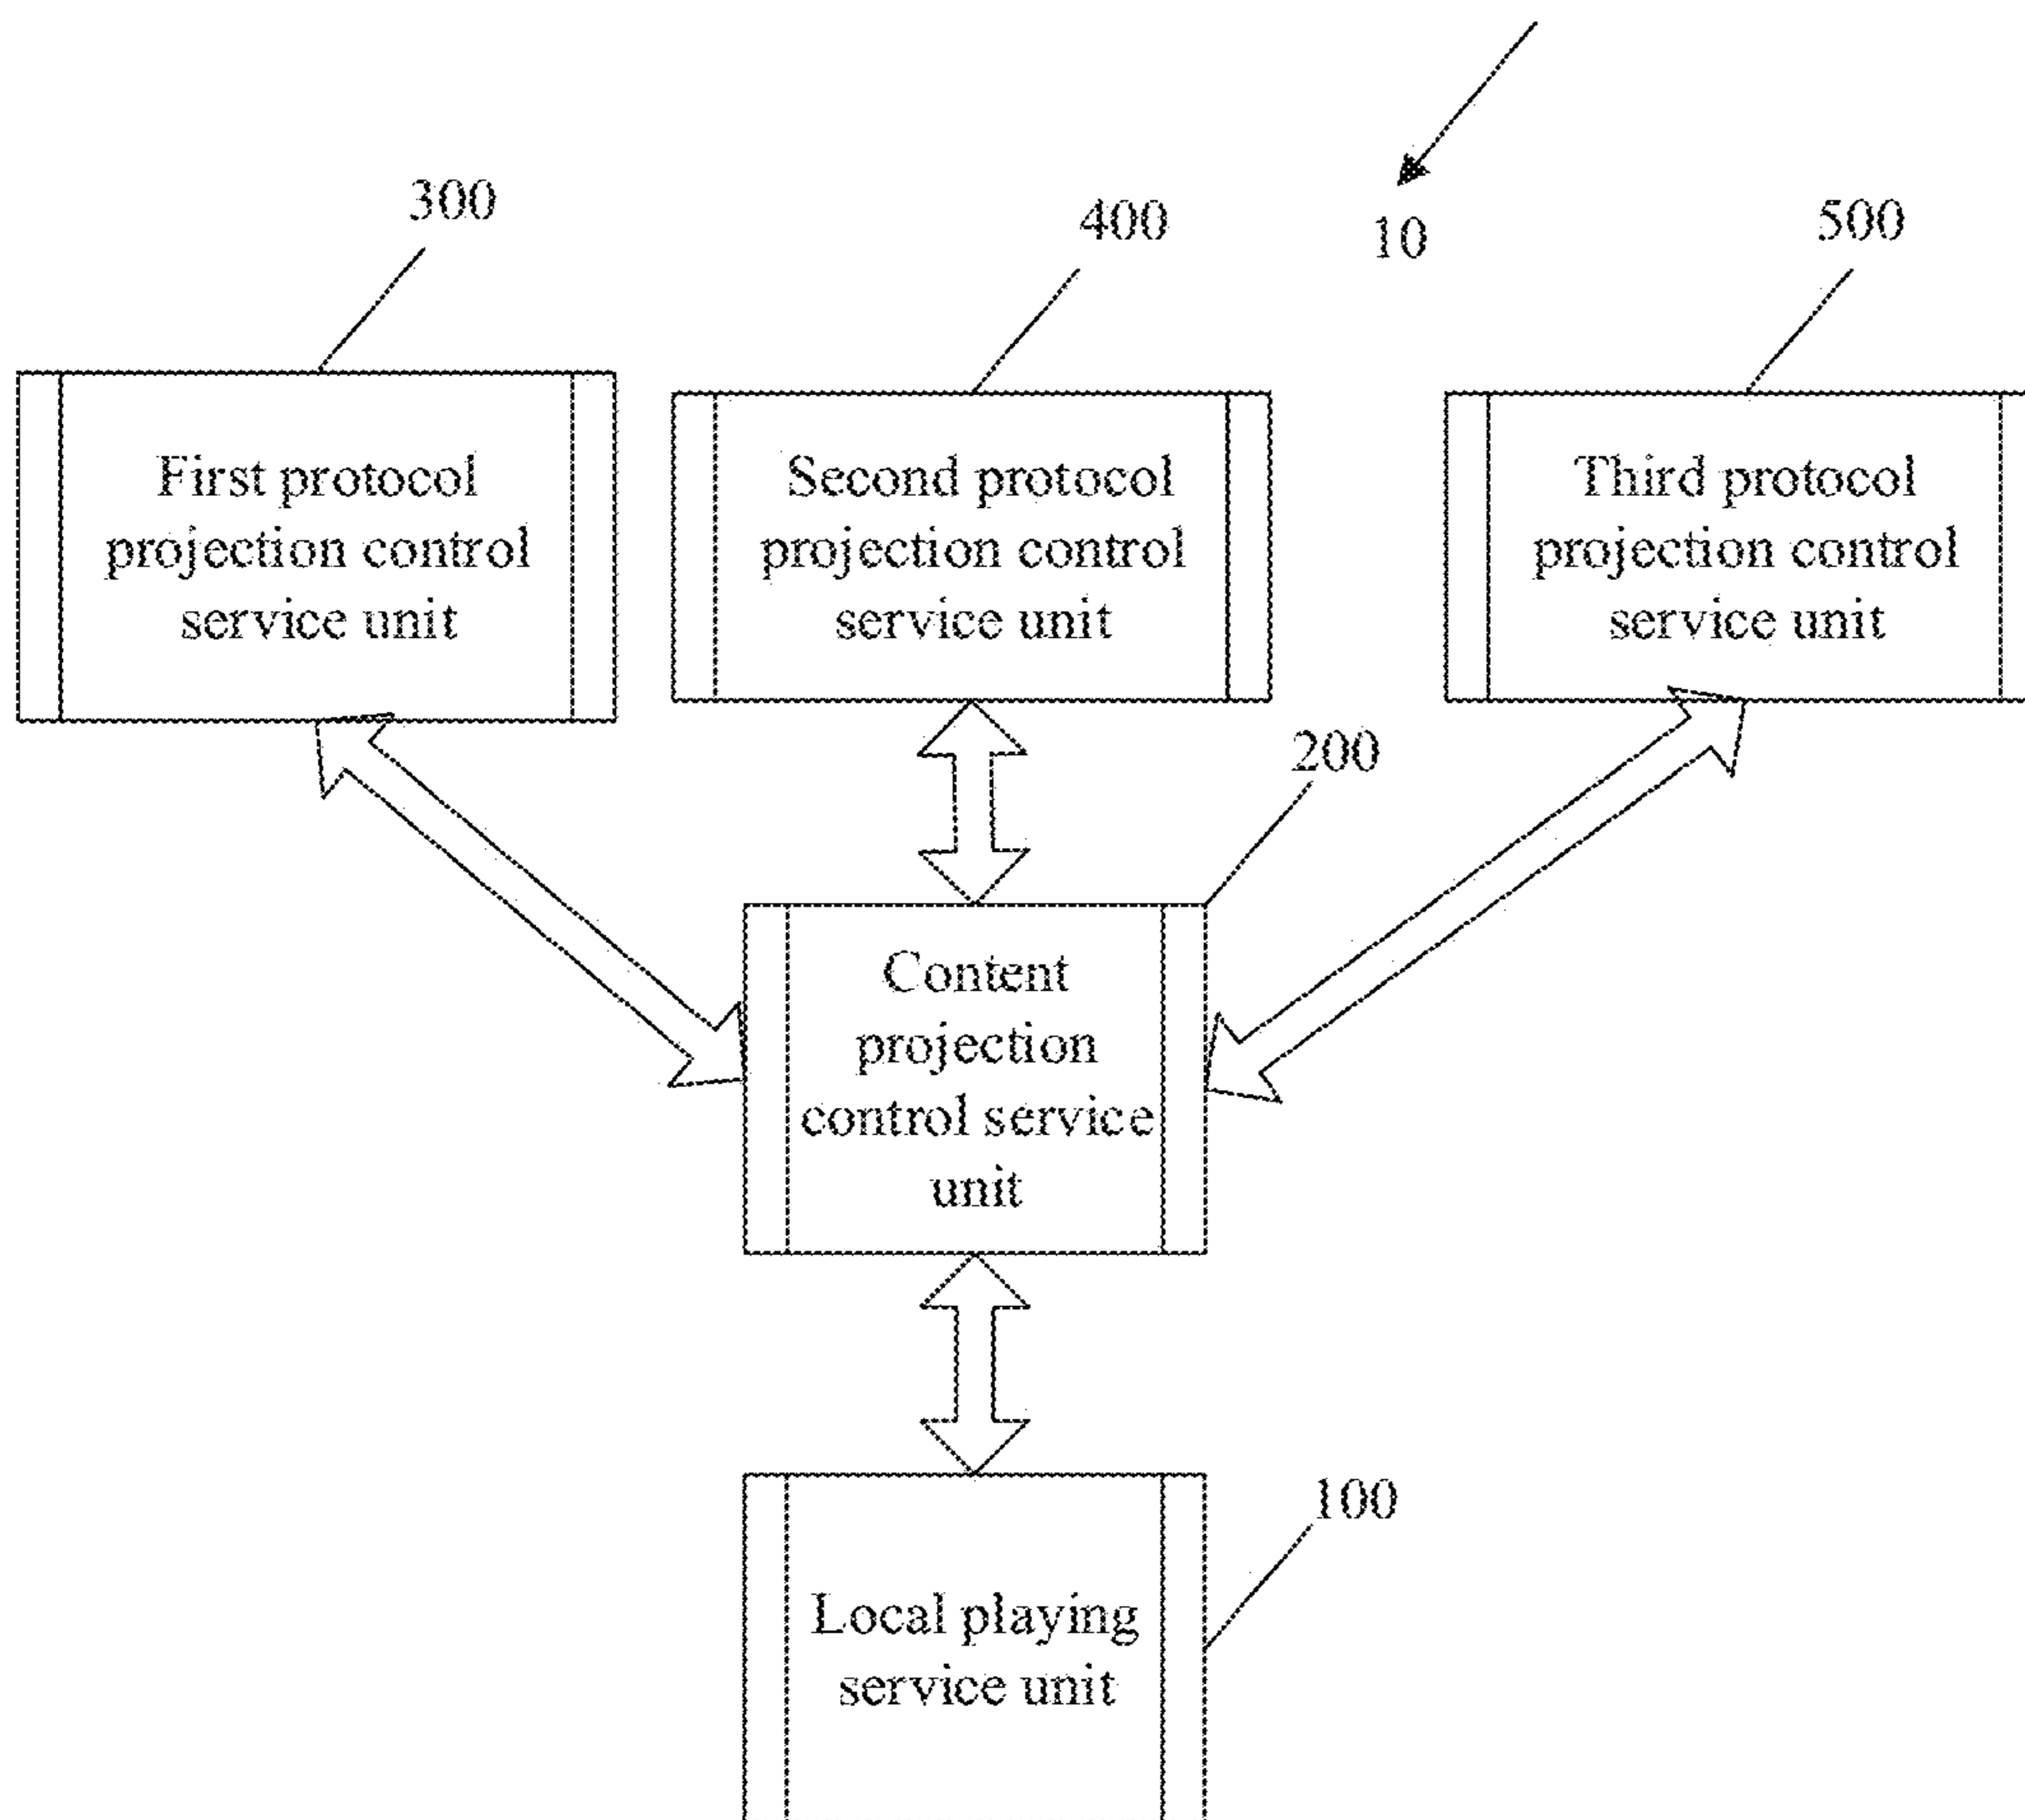 300
400
10
500
First protocol
projection control
service unit
Second protocol
projection control
service unit
Third protocol
projection control
service unit
200
Content
projection
control service
unit
100
Local playing
service unit